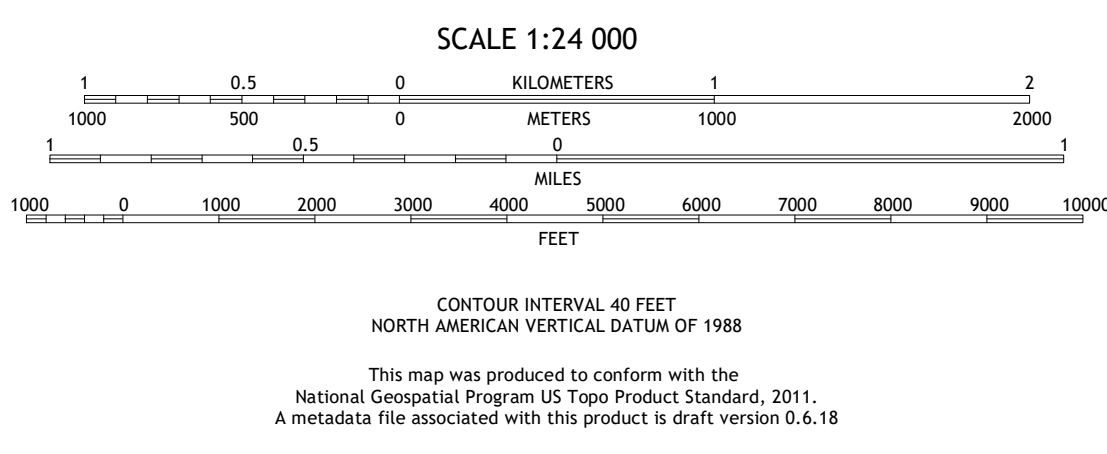 SCALE 1:24 000
1 0.5 0 KILOMETERS 1 2
1000 500 0 METERS 1000 2000
1 0.5 0 1
MILES
1000 0 1000 2000 3000 4000 5000 6000 7000 8000 9000 10000
FEET
CONTOUR INTERVAL 40 FEET
NORTH AMERICAN VERTICAL DATUM OF 1988
This map was produced to conform with the
National Geospatial Program US Topo Product Standard, 2011.
A metadata file associated with this product is draft version 0.6.18